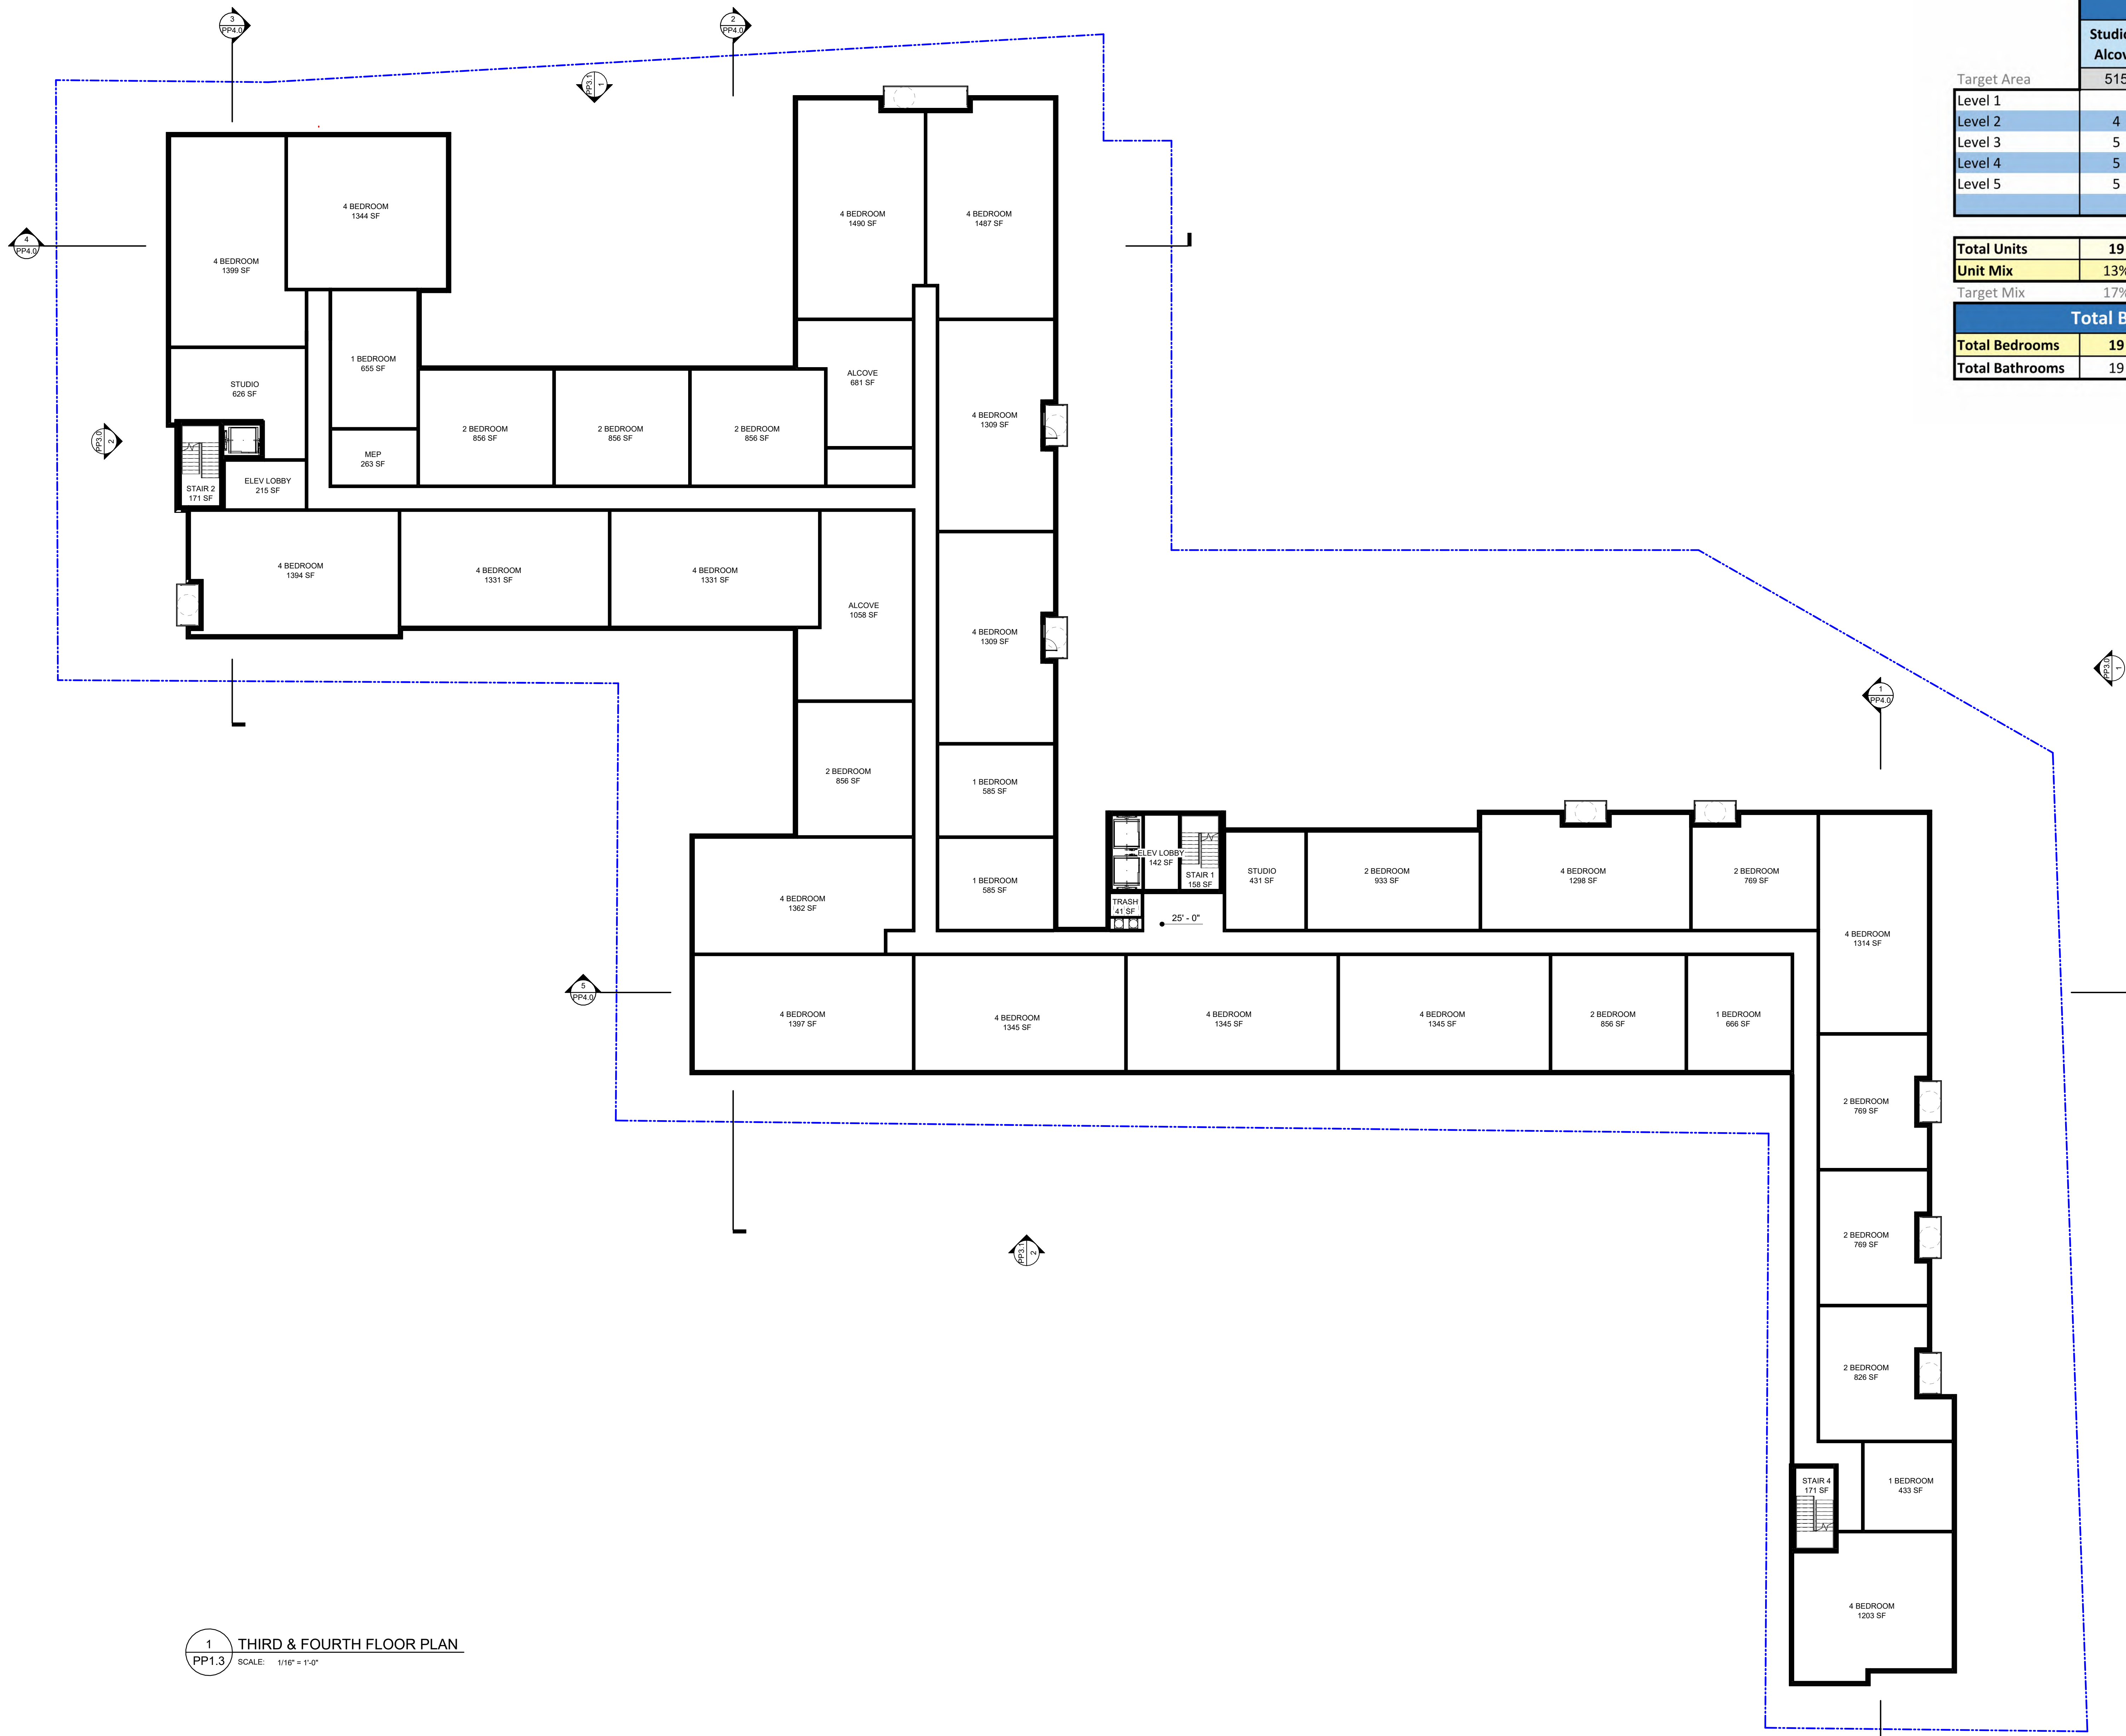 3
PP4.0
2
PP4.0
PP3.1
1
Target Area
515
Level 1
Level 2 4
Level 3 5
Level 4 5
Level 5 5
Total Units 19
Unit Mix
Target Mix
Total Bedrooms 19
Total Bathrooms 19
4 BEDROOM
1344 SF
4 BEDROOM
1490 SF
4 BEDROOM
1487 SF
4
PP4.0
4 BEDROOM
1399 SF
1 BEDROOM
655 SF
STUDIO
626 SF
ALCOVE
681 SF
PP3.0
2
2 BEDROOM
856 SF
2 BEDROOM
856 SF
2 BEDROOM
856 SF
4 BEDROOM
1309 SF
MEP
263 SF
STAIR 2
171 SF
ELEV LOBBY
215 SF
4 BEDROOM
1394 SF
4 BEDROOM
1331 SF
4 BEDROOM
1331 SF
ALCOVE
1058 SF
4 BEDROOM
1309 SF
PP3.0
1
1
PP4.0
2 BEDROOM
856 SF
1 BEDROOM
585 SF
1 BEDROOM
585 SF
ELEV LOBBY
142 SF
STAIR 1
158 SF
TRASH
41 SF
25' - 0"
STUDIO
431 SF
2 BEDROOM
933 SF
4 BEDROOM
1298 SF
2 BEDROOM
769 SF
4 BEDROOM
1362 SF
4 BEDROOM
1314 SF
5
PP4.0
4 BEDROOM
1397 SF
4 BEDROOM
1345 SF
4 BEDROOM
1345 SF
4 BEDROOM
1345 SF
2 BEDROOM
856 SF
1 BEDROOM
666 SF
2 BEDROOM
769 SF
2 BEDROOM
769 SF
PP3.1
2
2 BEDROOM
826 SF
STAIR 4
171 SF
1 BEDROOM
433 SF
4 BEDROOM
1203 SF
1
PP1.3
THIRD & FOURTH FLOOR PLAN
SCALE: 1/16" = 1'-0"